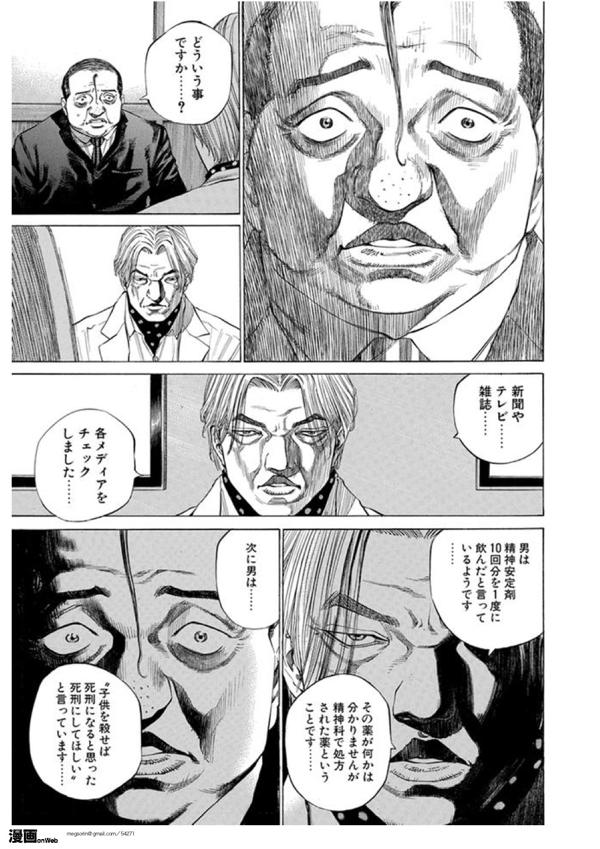 どういう事
ですか……？
新聞や
テレビ……
雑誌……
各メディアを
チェック
しました……
男は
精神安定剤
10回分を1度に
飲んだと言って
いるようです
その薬が何かは
分かりませんが
精神科で処方
された薬という
ことです……
次に男は……
“子供を殺せば
死刑になると思った
死刑にしてほしい”
と言っています……
漫画onWeb
megaorin@gmail.com/54271